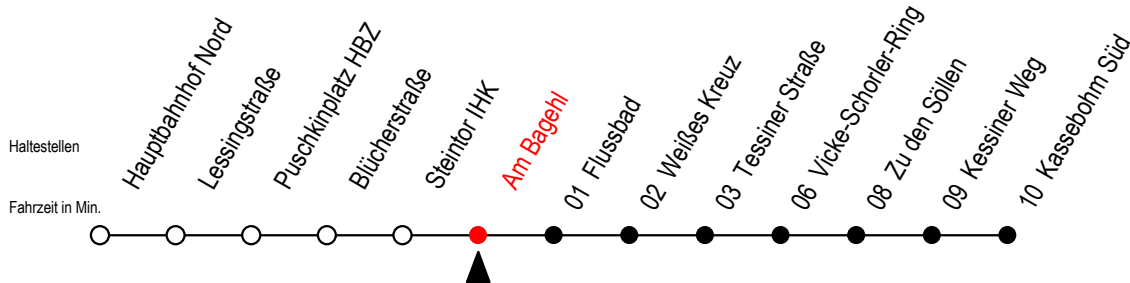 Haltestellen
Fahrzeit in Min.
Hauptbahnhof Nord
Lessingstraße
Puschkinplatz HBZ
Blücherstraße
Steintor IHK
Am Bagehl
01 Flussbad
02 Weißes Kreuz
03 Tessiner Straße
06 Vicke-Schorler-Ring
08 Zu den Söllen
09 Kessiner Weg
10 Kassebohm Süd